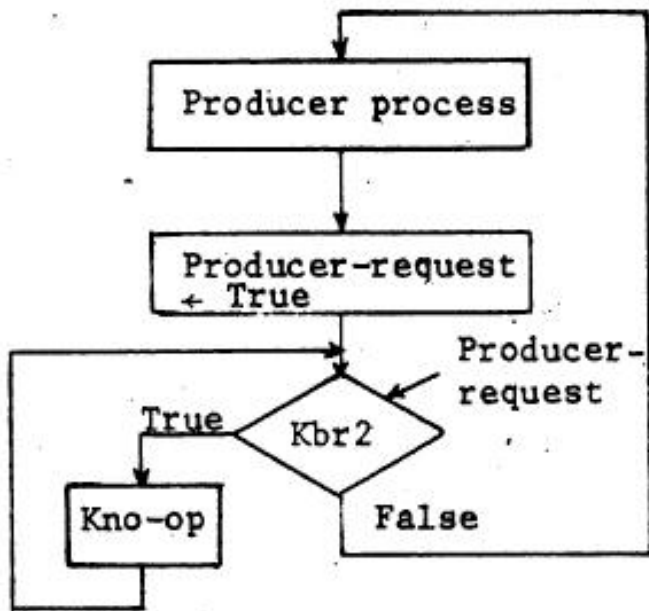 Producer process
Producer-request
← True
Producer-
request
True
Kbr2
Kno-op
False